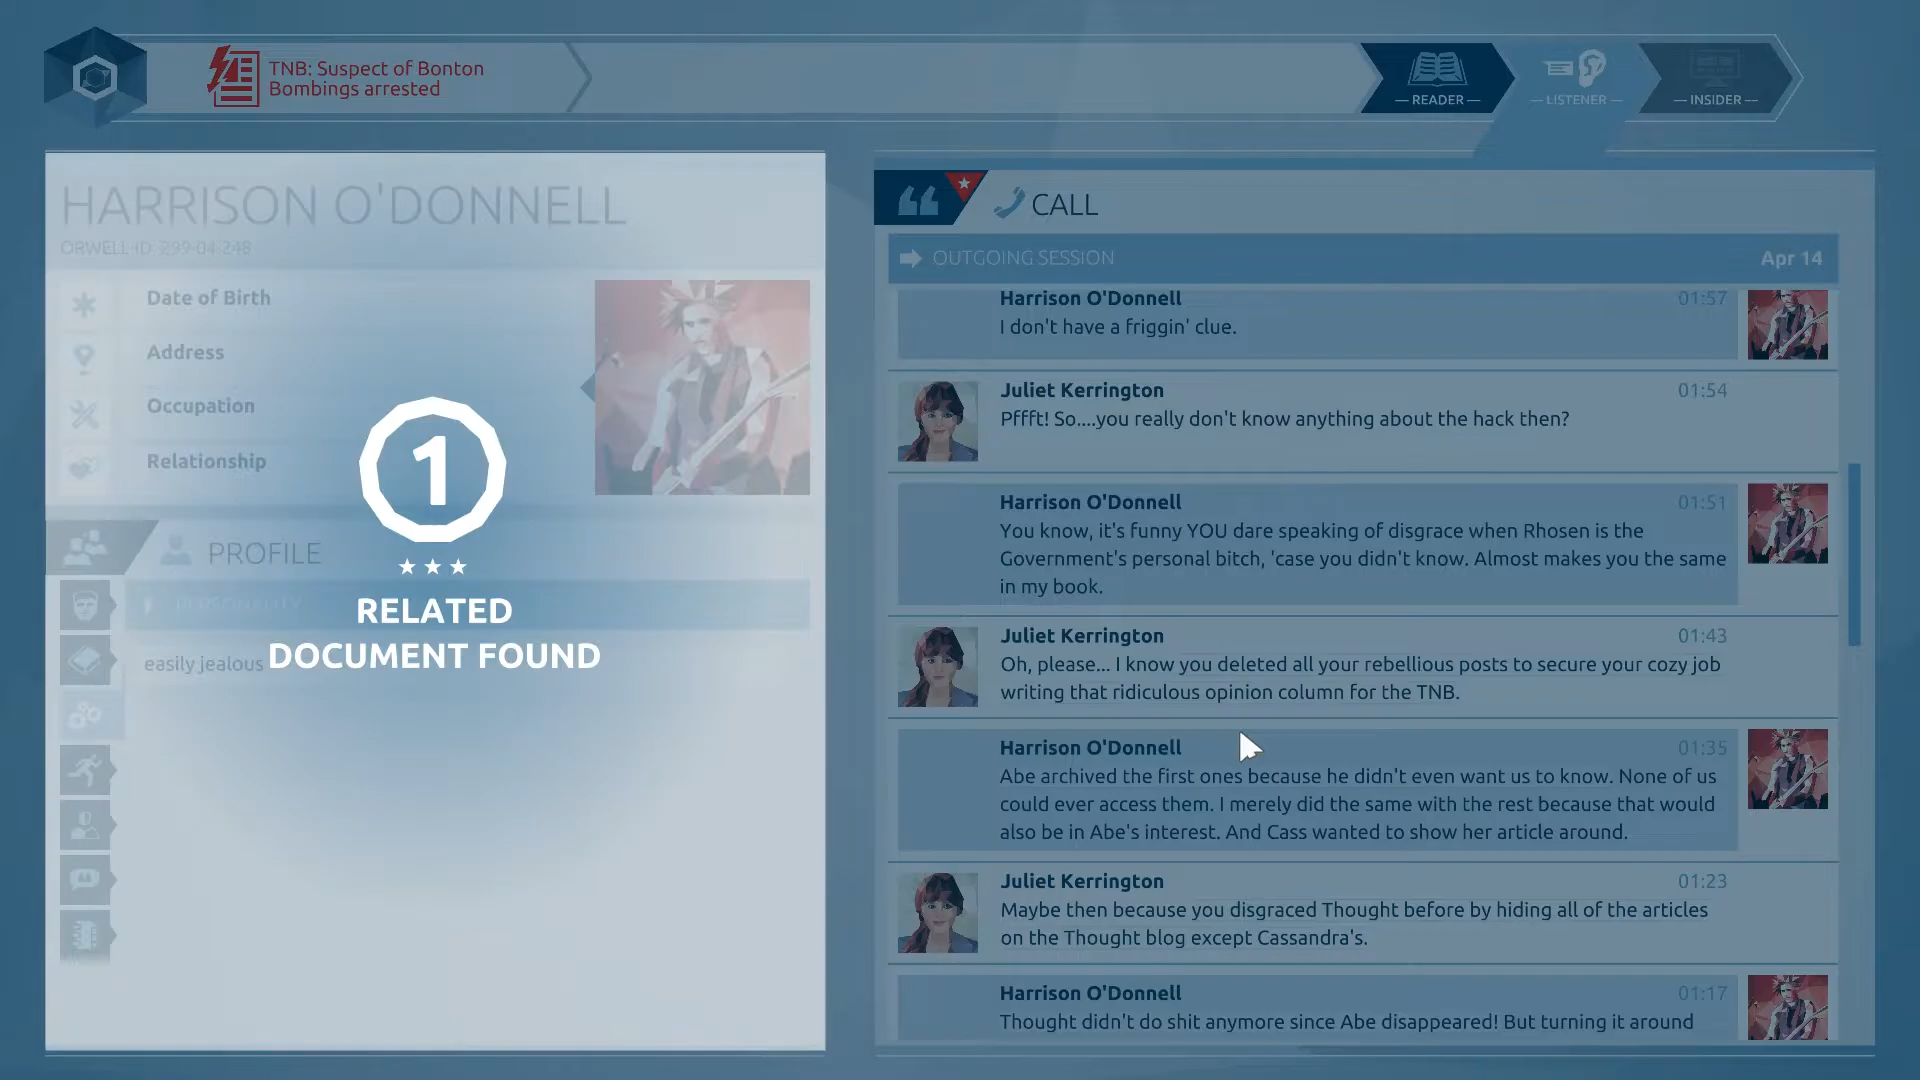 TNB: Suspect of Bonton
Bombings arrested
READER
LISTENER
INSIDER
HARRISON O'DONNELL
ORWELL ID: 299-04-248
Date of Birth
Address
Occupation
Relationship
PROFILE
PERSONALITY
easily jealous
1
RELATED
DOCUMENT FOUND
CALL
OUTGOING SESSION
Apr 14
Harrison O'Donnell
01:57
I don't have a friggin' clue.
Juliet Kerrington
01:54
Pffft! So....you really don't know anything about the hack then?
Harrison O'Donnell
01:51
You know, it's funny YOU dare speaking of disgrace when Rhosen is the
Government's personal bitch, 'case you didn't know. Almost makes you the same
in my book.
Juliet Kerrington
01:43
Oh, please... I know you deleted all your rebellious posts to secure your cozy job
writing that ridiculous opinion column for the TNB.
Harrison O'Donnell
01:35
Abe archived the first ones because he didn't even want us to know. None of us
could ever access them. I merely did the same with the rest because that would
also be in Abe's interest. And Cass wanted to show her article around.
Juliet Kerrington
01:23
Maybe then because you disgraced Thought before by hiding all of the articles
on the Thought blog except Cassandra's.
Harrison O'Donnell
01:17
Thought didn't do shit anymore since Abe disappeared! But turning it around